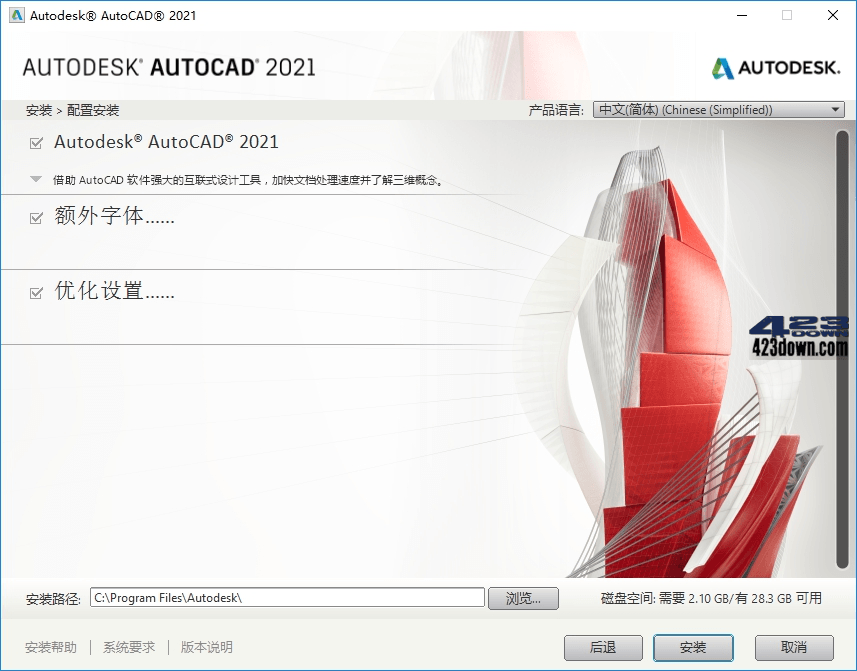 Autodesk® AutoCAD® 2021
AUTODESK® AUTOCAD® 2021
AUTODESK.
安装 > 配置安装
产品语言: 中文(简体) (Chinese (Simplified))
Autodesk® AutoCAD® 2021
借助 AutoCAD 软件强大的互联式设计工具，加快文档处理速度并了解三维概念。
额外字体......
优化设置......
423
DOWN
423down.com
安装路径: C:\Program Files\Autodesk\ 浏览... 磁盘空间: 需要 2.10 GB/有 28.3 GB 可用
安装帮助 | 系统要求 | 版本说明 后退 安装 取消